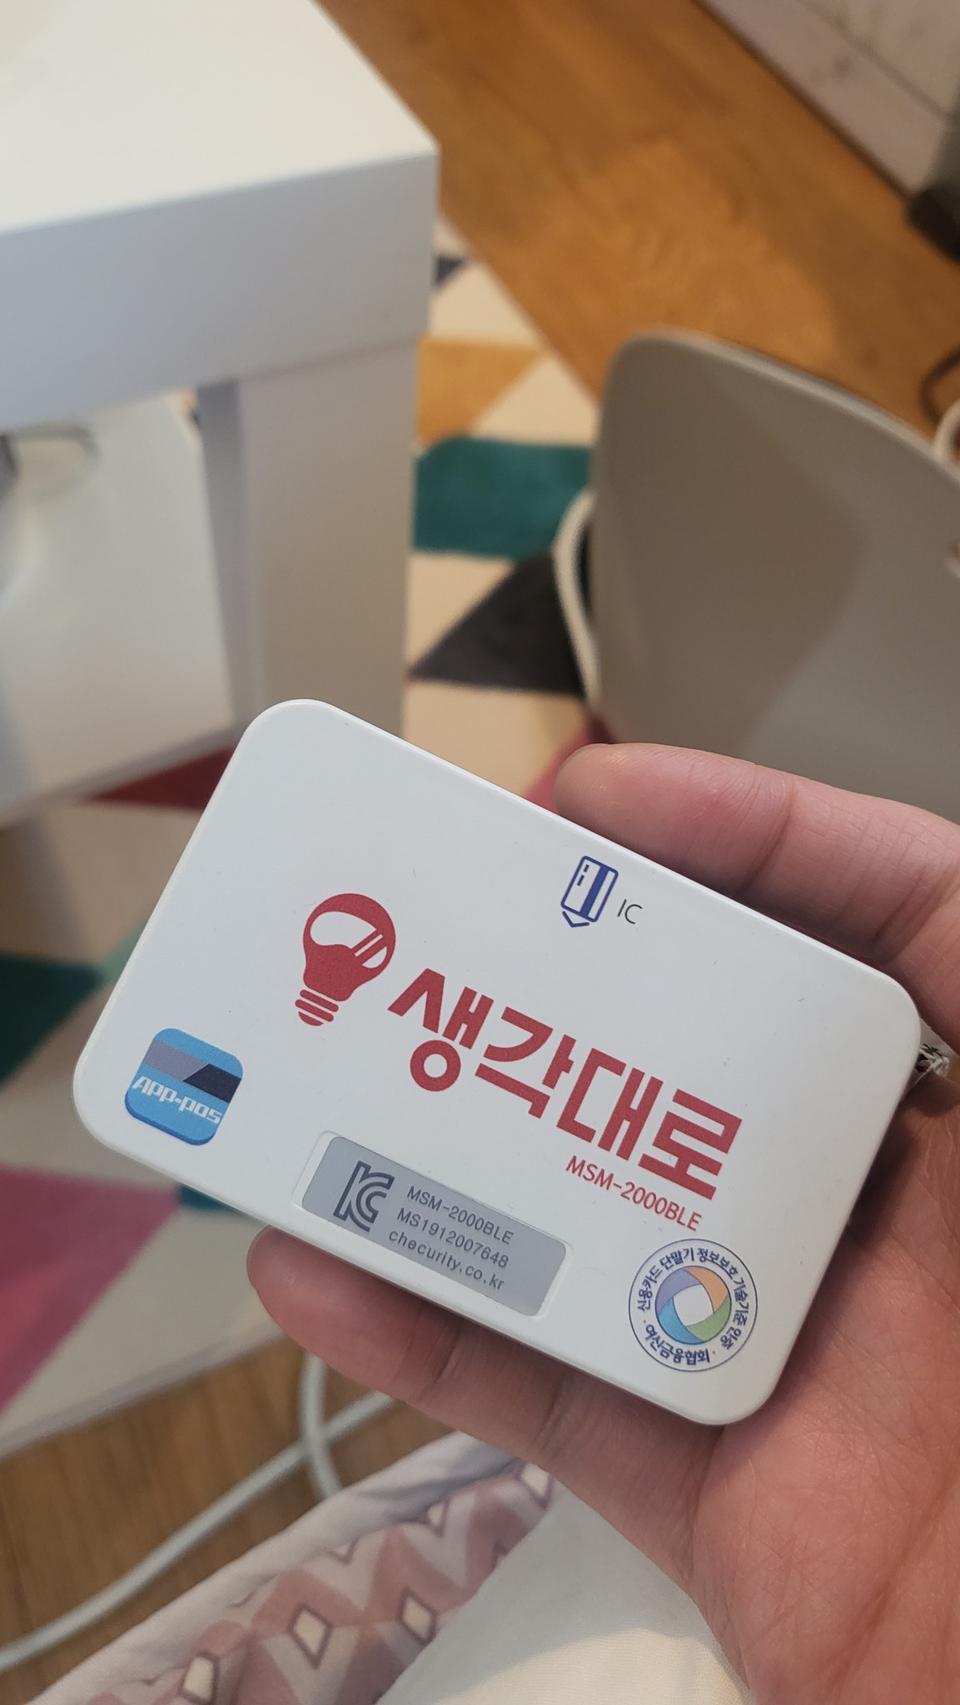 IC
생각대로
MSM-2000BLE
App-pos
MSM-2000BLE
MS1912007648
checurity.co.kr
신용카드 단말기 정보보호 기술기준 인증
· 여신금융협회 ·